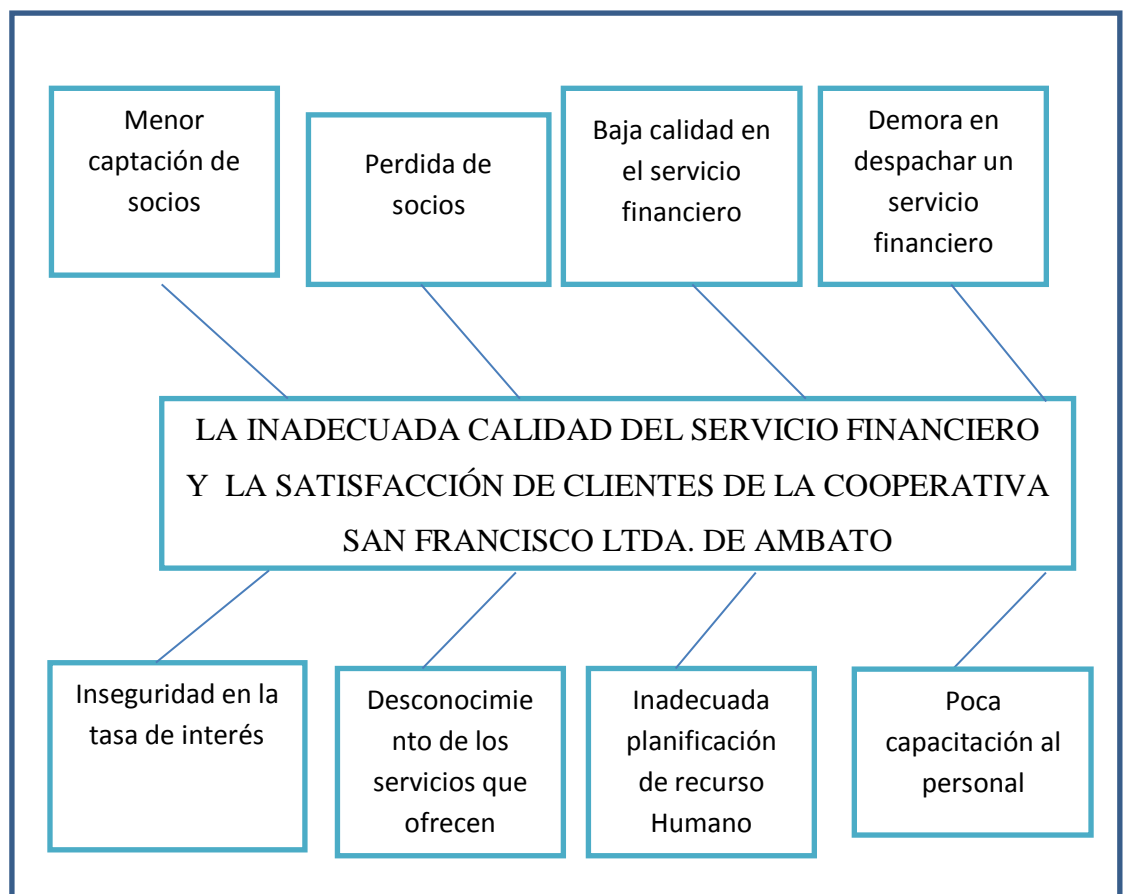 Menor
captación de
socios
Perdida de
socios
Baja calidad en
el servicio
financiero
Demora en
despachar un
servicio
financiero
LA INADECUADA CALIDAD DEL SERVICIO FINANCIERO
Y LA SATISFACCIÓN DE CLIENTES DE LA COOPERATIVA
SAN FRANCISCO LTDA. DE AMBATO
Inseguridad en la
tasa de interés
Desconocimie
nto de los
servicios que
ofrecen
Inadecuada
planificación
de recurso
Humano
Poca
capacitación al
personal